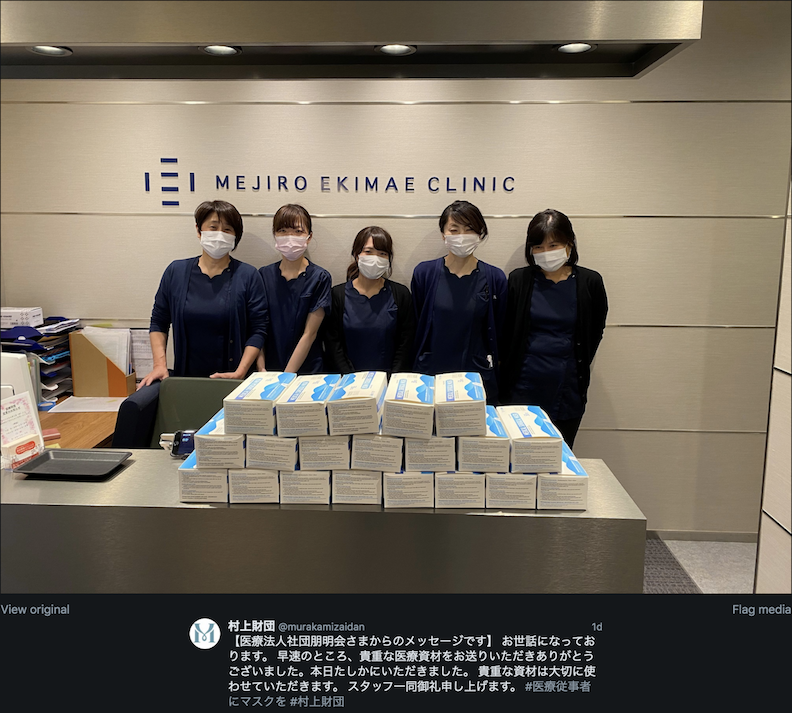 MEJIRO EKIMAE CLINIC
View original
Flag media
村上財団 @murakamizaidan
1d
【医療法人社団朋明会さまからのメッセージです】 お世話になってお
ります。 早速のところ、貴重な医療資材をお送りいただきありがとう
ございました。本日たしかにいただきました。 貴重な資材は大切に使
わせていただきます。 スタッフ一同御礼申し上げます。 #医療従事者
にマスクを #村上財団